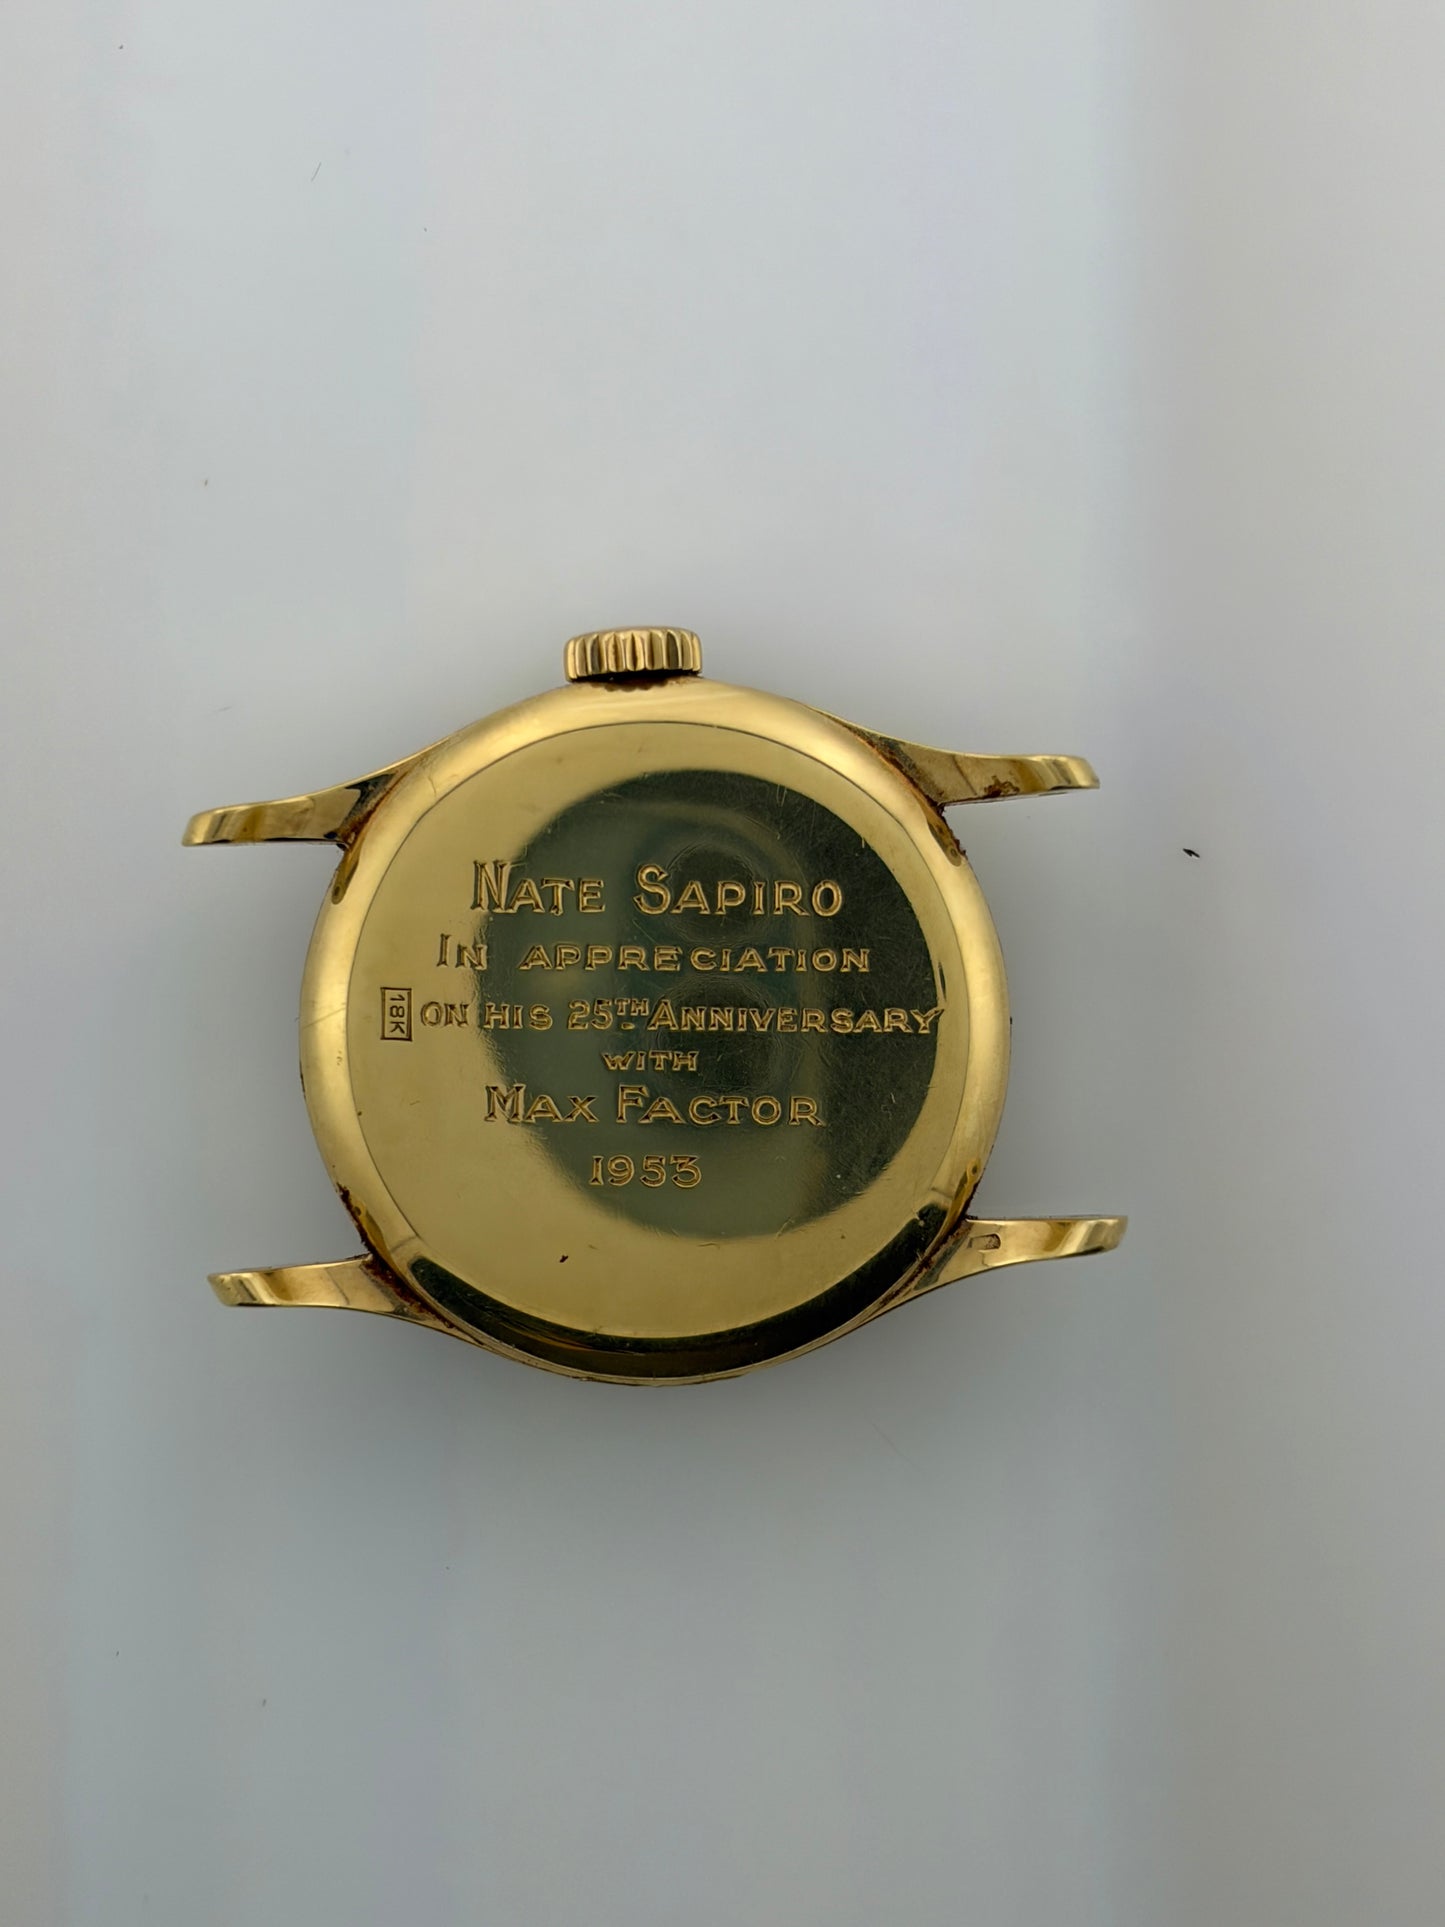 NATE SAPIRO
IN APPRECIATION
18K
ON HIS 25TH ANNIVERSARY
WITH
MAX FACTOR
1953